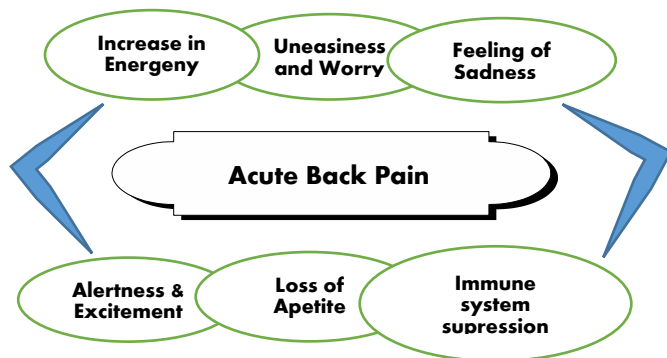 Increase in
Energeny
Uneasiness
and Worry
Feeling of
Sadness
Acute Back Pain
Alertness &
Excitement
Loss of
Apetite
Immune
system
supression